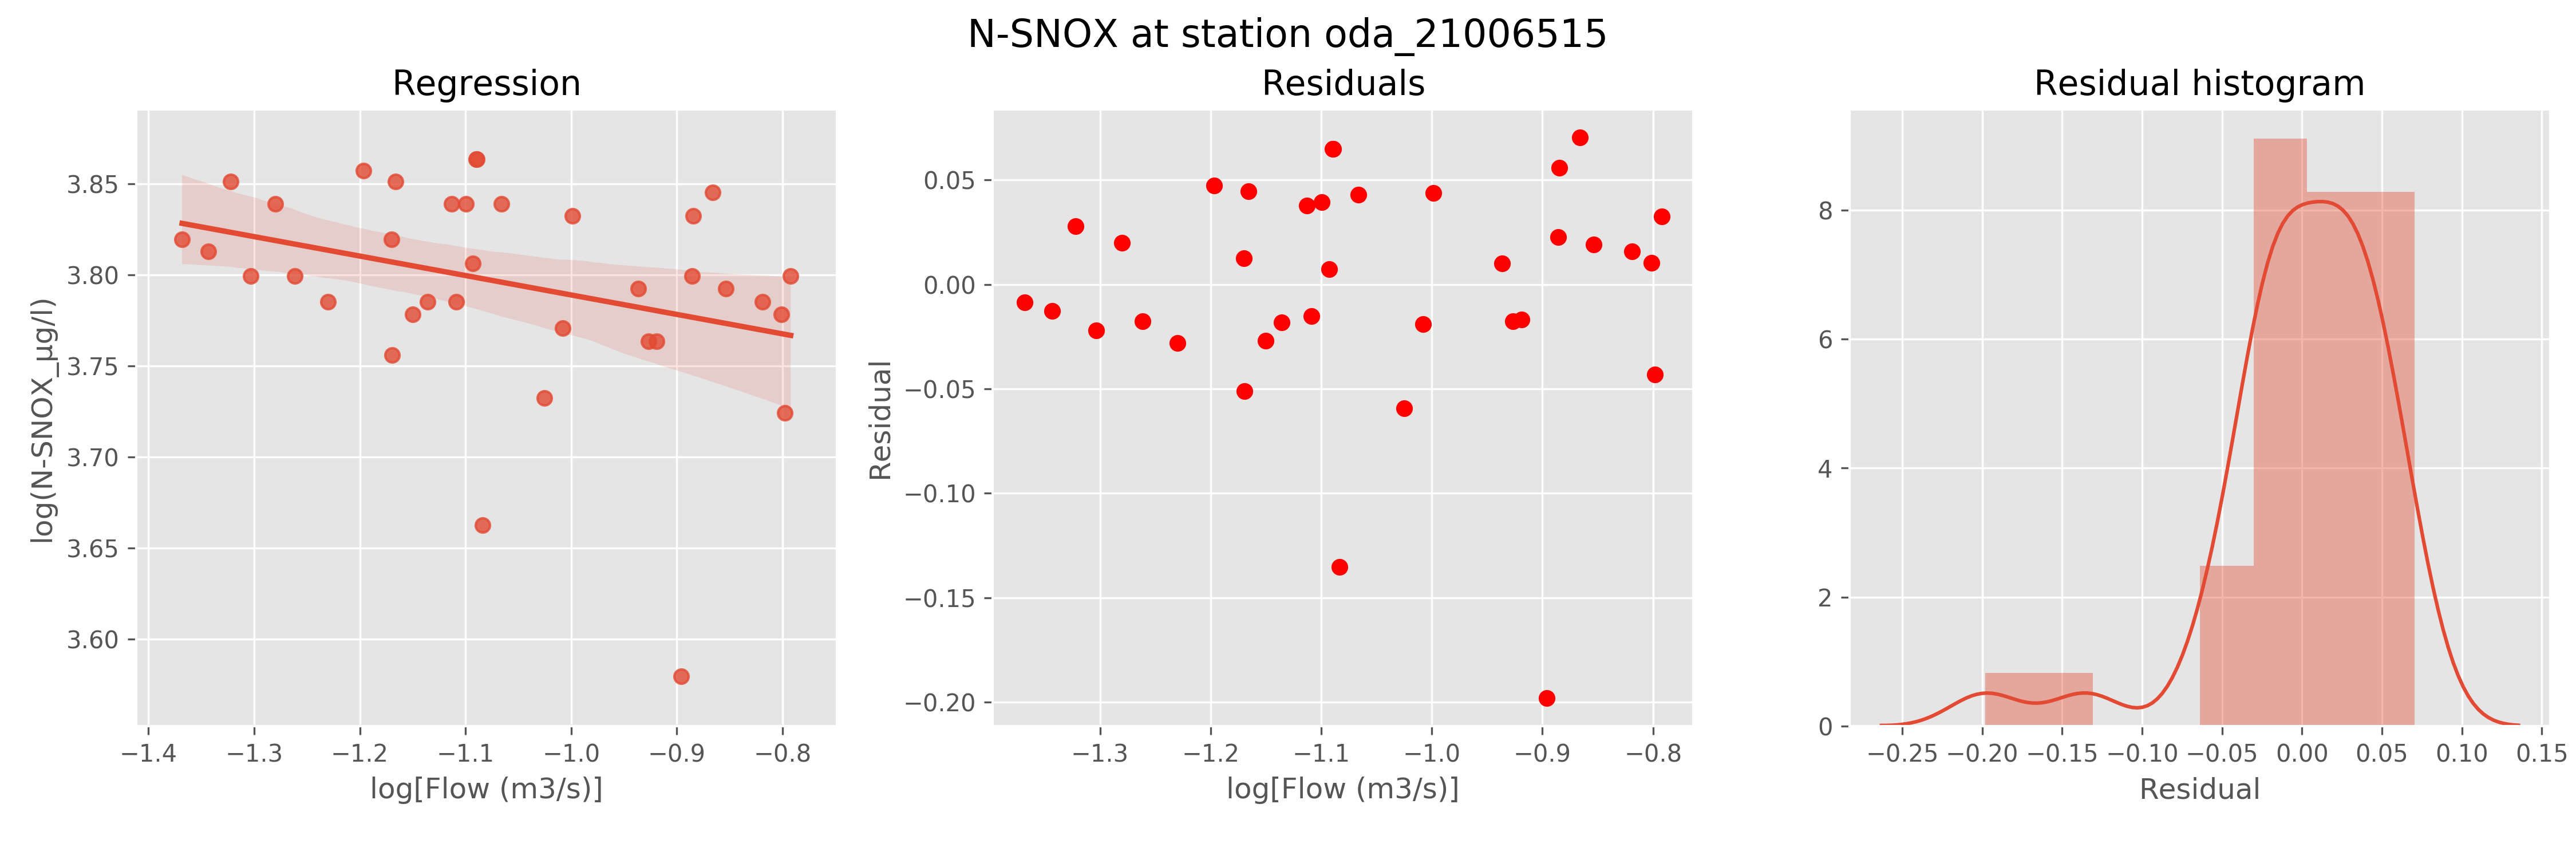 N-SNOX at station oda_21006515
Regression
3.85
3.80
3.75
3.70
3.65
3.60
log(N-SNOX_µg/l)
−1.4 −1.3 −1.2 −1.1 −1.0 −0.9 −0.8
log[Flow (m3/s)]
Residuals
0.05
0.00
−0.05
−0.10
−0.15
−0.20
Residual
−1.3 −1.2 −1.1 −1.0 −0.9 −0.8
log[Flow (m3/s)]
Residual histogram
8
6
4
2
0
−0.25 −0.20 −0.15 −0.10 −0.05 0.00 0.05 0.10 0.15
Residual